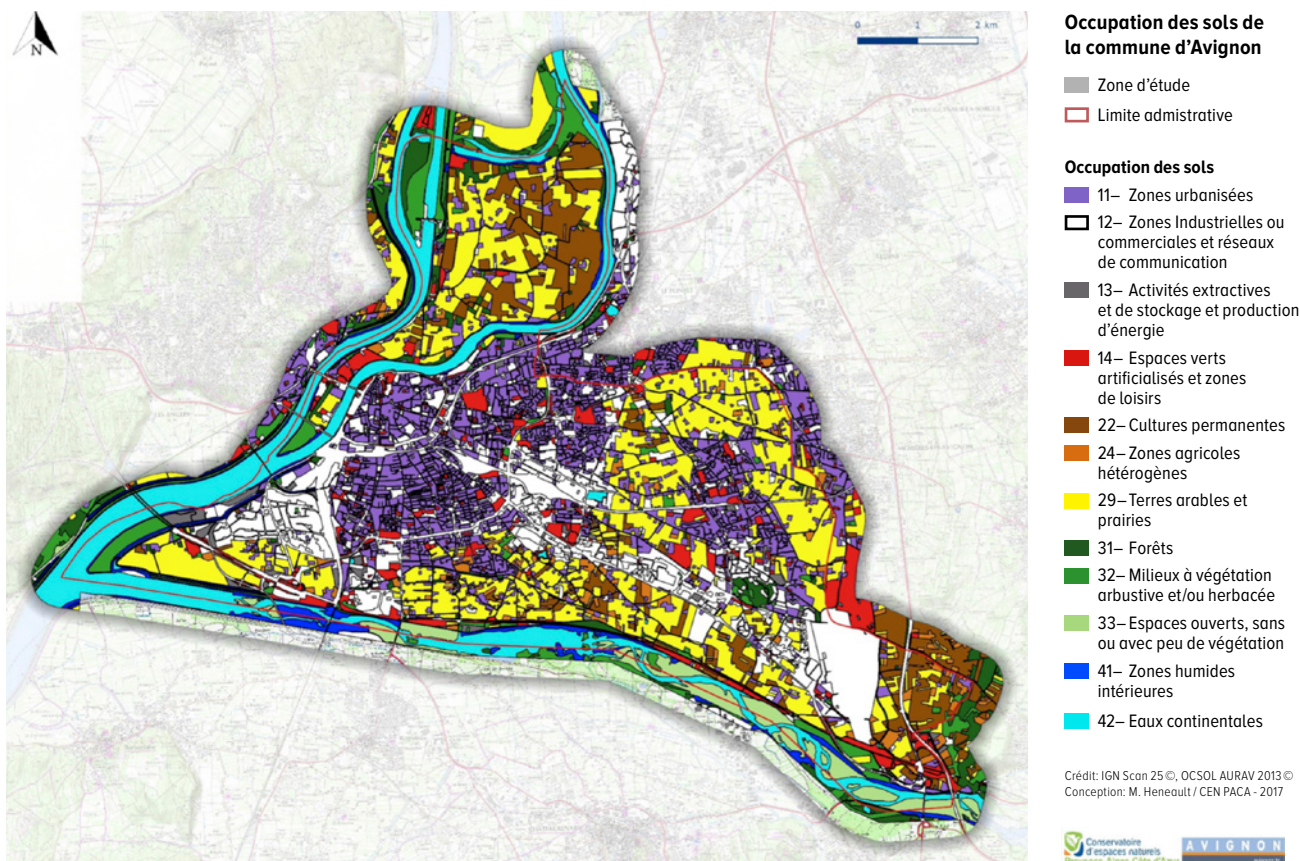 N
0 1 2 km
Occupation des sols de
la commune d'Avignon
Zone d'étude
Limite admistrative
Occupation des sols
11– Zones urbanisées
12– Zones Industrielles ou
commerciales et réseaux
de communication
13– Activités extractives
et de stockage et production
d'énergie
14– Espaces verts
artificialisés et zones
de loisirs
22– Cultures permanentes
24– Zones agricoles
hétérogènes
29– Terres arables et
prairies
31– Forêts
32– Milieux à végétation
arbustive et/ou herbacée
33– Espaces ouverts, sans
ou avec peu de végétation
41– Zones humides
intérieures
42– Eaux continentales
Crédit: IGN Scan 25 ©, OCSOL AURAV 2013 ©
Conception: M. Heneault / CEN PACA - 2017
Conservatoire
d'espaces naturels
AVIGNON